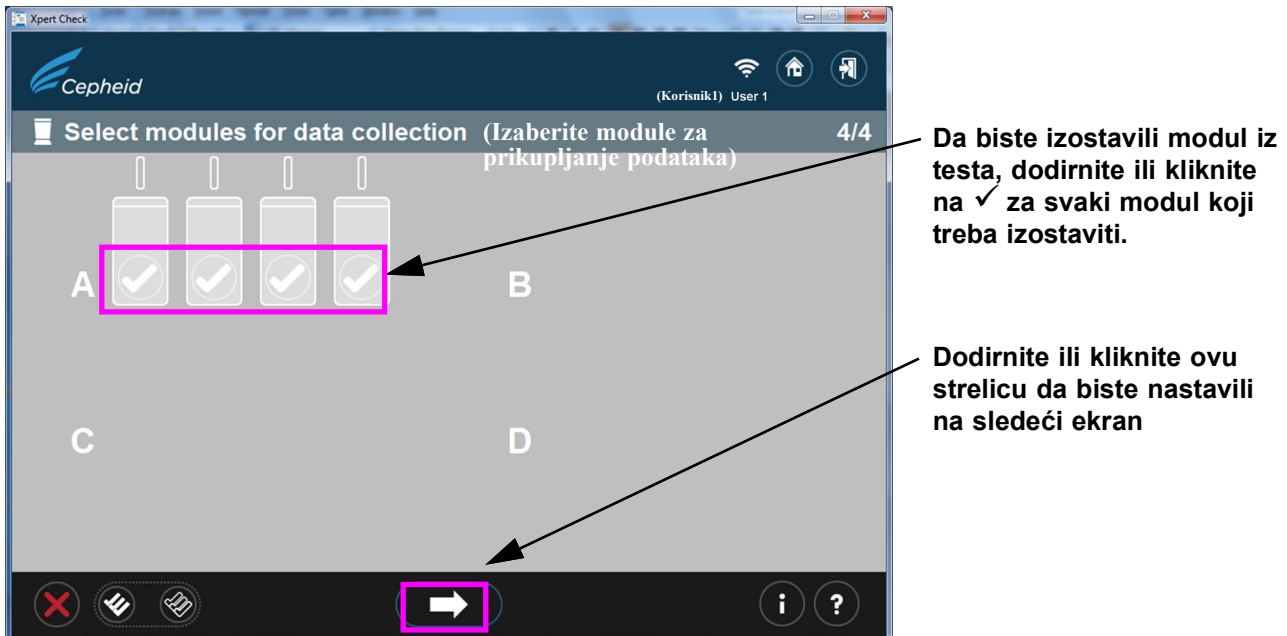 Xpert Check
Cepheid
(Korisnik1) User 1
Select modules for data collection (Izaberite module za
prikupljanje podataka)
4/4
A
B
C
D
i ?
Da biste izostavili modul iz
testa, dodirnite ili kliknite
na ✓ za svaki modul koji
treba izostaviti.
Dodirnite ili kliknite ovu
strelicu da biste nastavili
na sledeći ekran